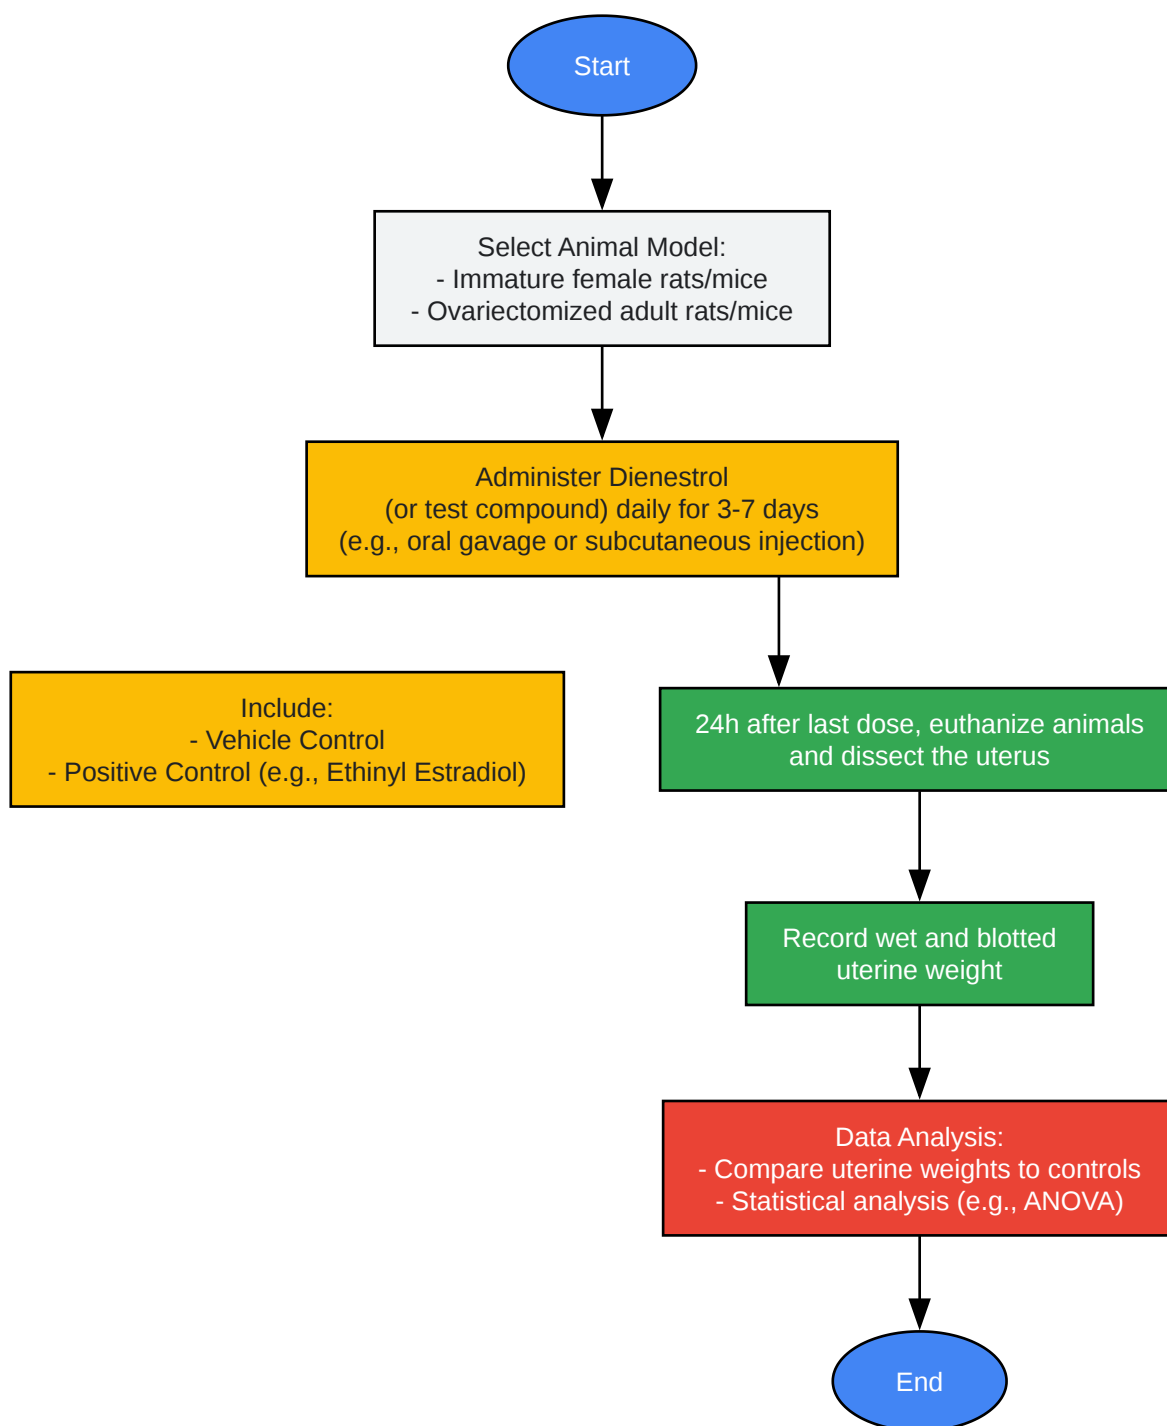 Start
Select Animal Model:
- Immature female rats/mice
- Ovariectomized adult rats/mice
Administer Dienestrol
(or test compound) daily for 3-7 days
(e.g., oral gavage or subcutaneous injection)
Include:
- Vehicle Control
- Positive Control (e.g., Ethinyl Estradiol)
24h after last dose, euthanize animals
and dissect the uterus
Record wet and blotted
uterine weight
Data Analysis:
- Compare uterine weights to controls
- Statistical analysis (e.g., ANOVA)
End